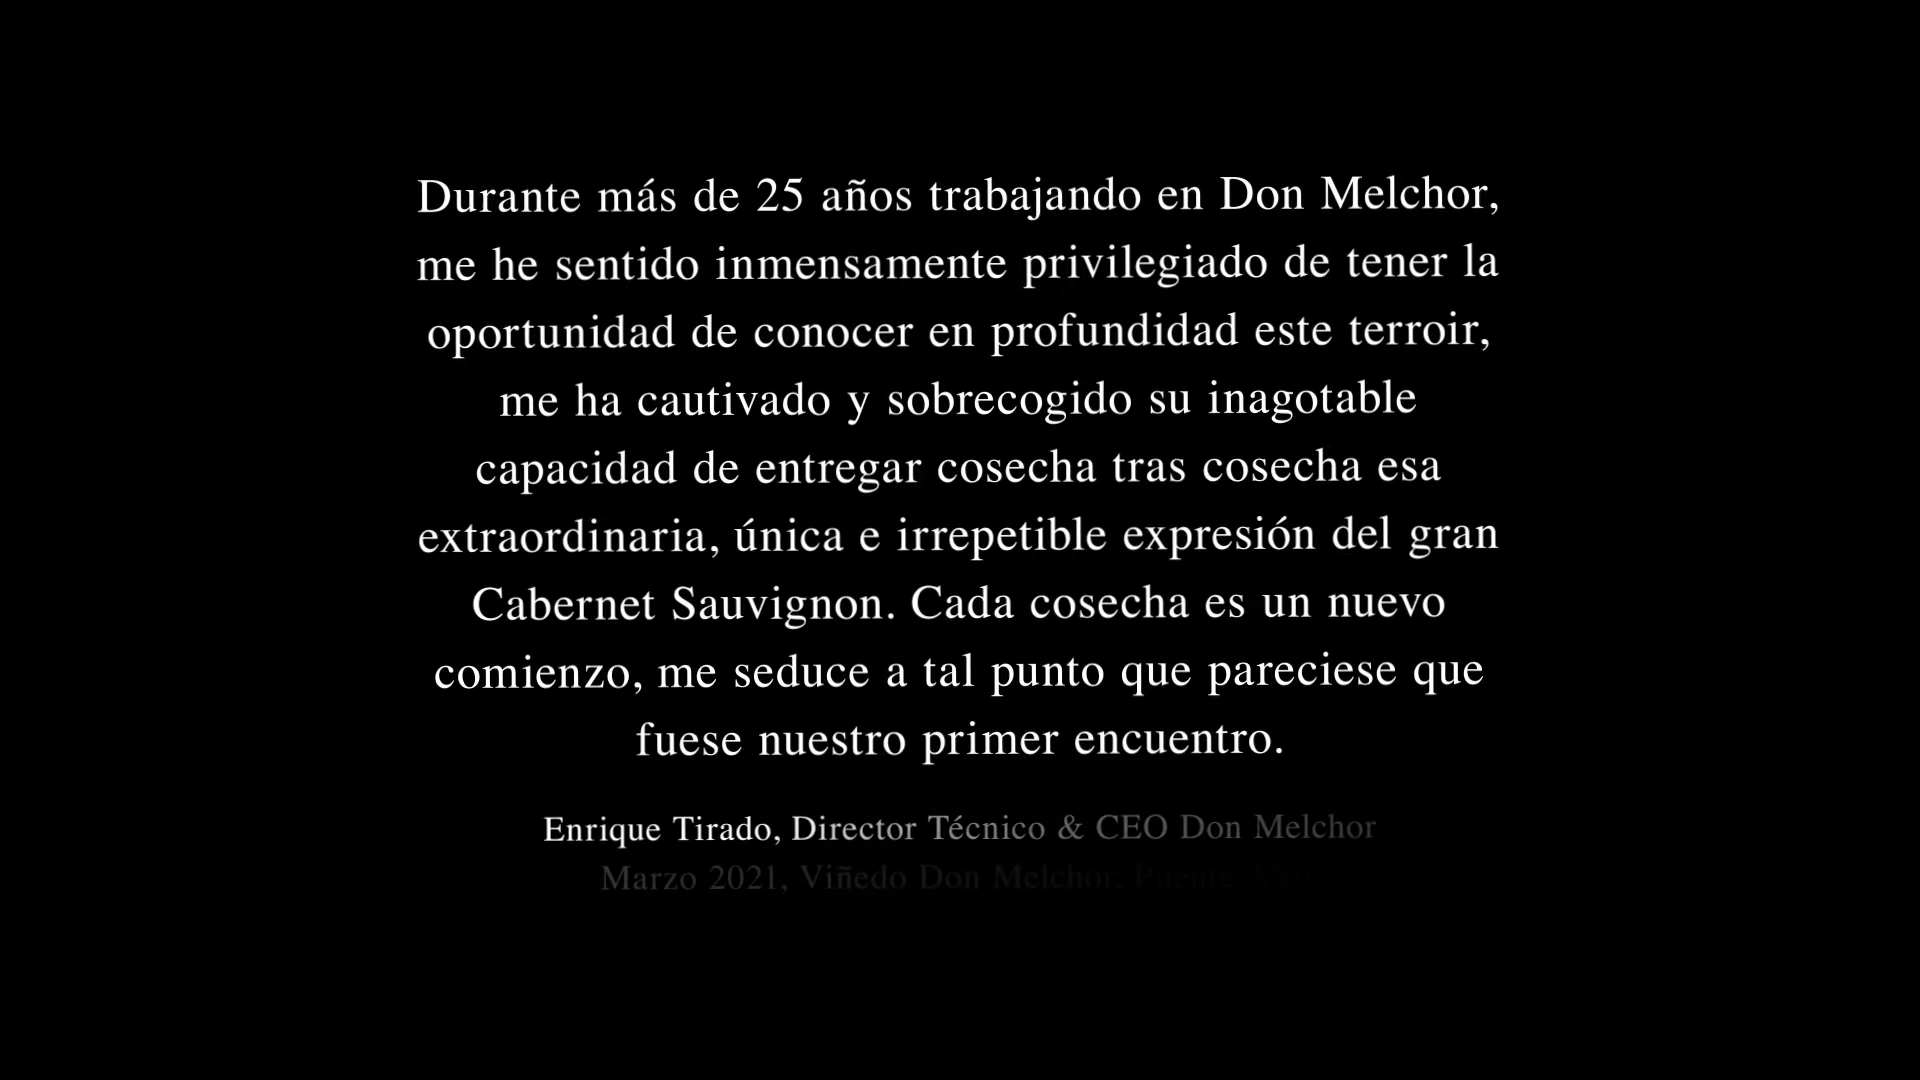 Durante más de 25 años trabajando en Don Melchor,
me he sentido inmensamente privilegiado de tener la
oportunidad de conocer en profundidad este terroir,
me ha cautivado y sobrecogido su inagotable
capacidad de entregar cosecha tras cosecha esa
extraordinaria, única e irrepetible expresión del gran
Cabernet Sauvignon. Cada cosecha es un nuevo
comienzo, me seduce a tal punto que pareciese que
fuese nuestro primer encuentro.
Enrique Tirado, Director Técnico & CEO Don Melchor
Marzo 2021, Viñedo Don Melchor, Puente